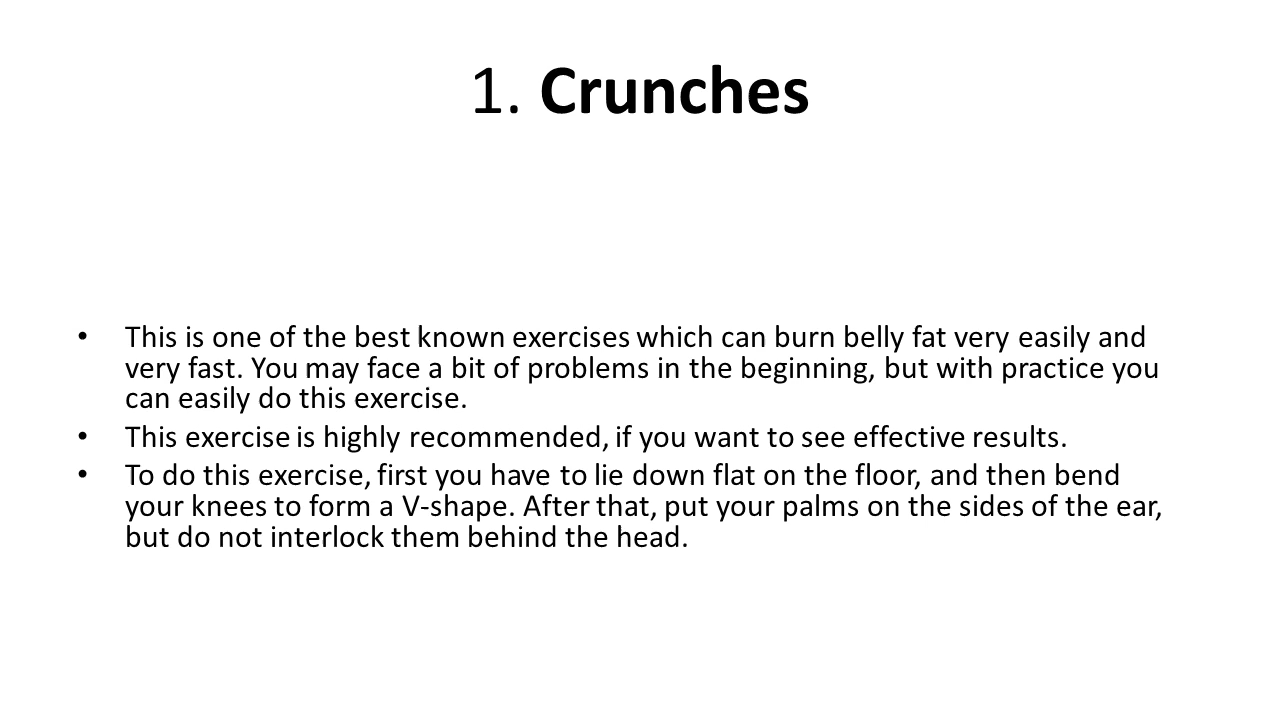 1. Crunches
• This is one of the best known exercises which can burn belly fat very easily and
very fast. You may face a bit of problems in the beginning, but with practice you
can easily do this exercise.
• This exercise is highly recommended, if you want to see effective results.
• To do this exercise, first you have to lie down flat on the floor, and then bend
your knees to form a V-shape. After that, put your palms on the sides of the ear,
but do not interlock them behind the head.